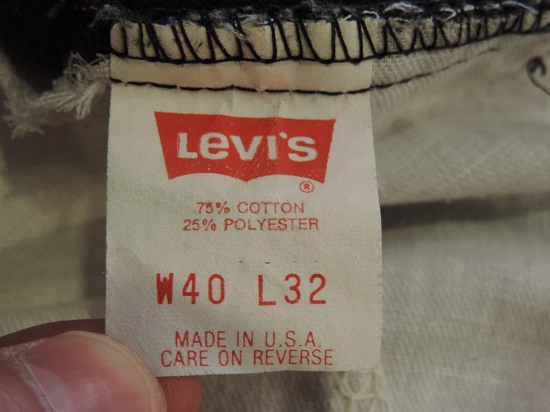 Levi's
®
75% COTTON
25% POLYESTER
W40 L32
MADE IN U.S.A.
CARE ON REVERSE